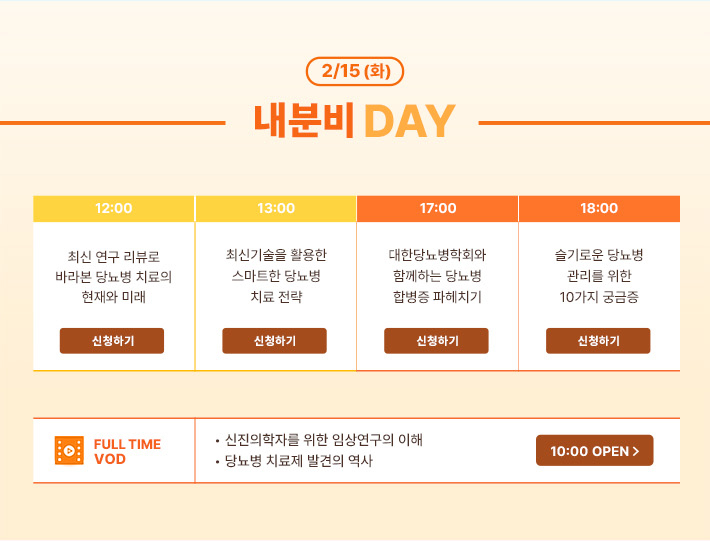 2/15 (화)
내분비 DAY
12:00
최신 연구 리뷰로
바라본 당뇨병 치료의
현재와 미래
신청하기
13:00
최신기술을 활용한
스마트한 당뇨병
치료 전략
신청하기
17:00
대한당뇨병학회와
함께하는 당뇨병
합병증 파헤치기
신청하기
18:00
슬기로운 당뇨병
관리를 위한
10가지 궁금증
신청하기
FULL TIME
VOD
• 신진의학자를 위한 임상연구의 이해
• 당뇨병 치료제 발견의 역사
10:00 OPEN >